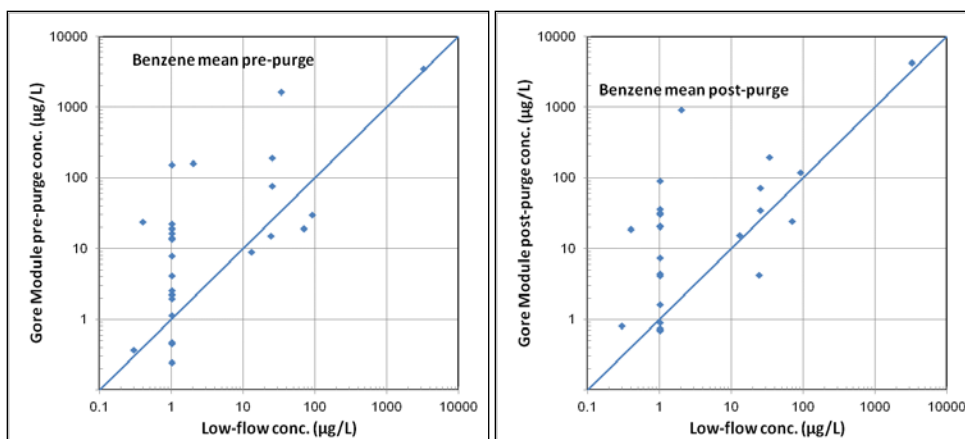 Benzene mean pre-purge
Gore Module pre-purge conc. (µg/L)
10000
1000
100
10
1
0.1 1 10 100 1000 10000
Low-flow conc. (µg/L)
Benzene mean post-purge
Gore Module post-purge conc. (µg/L)
10000
1000
100
10
1
0.1 1 10 100 1000 10000
Low-flow conc. (µg/L)